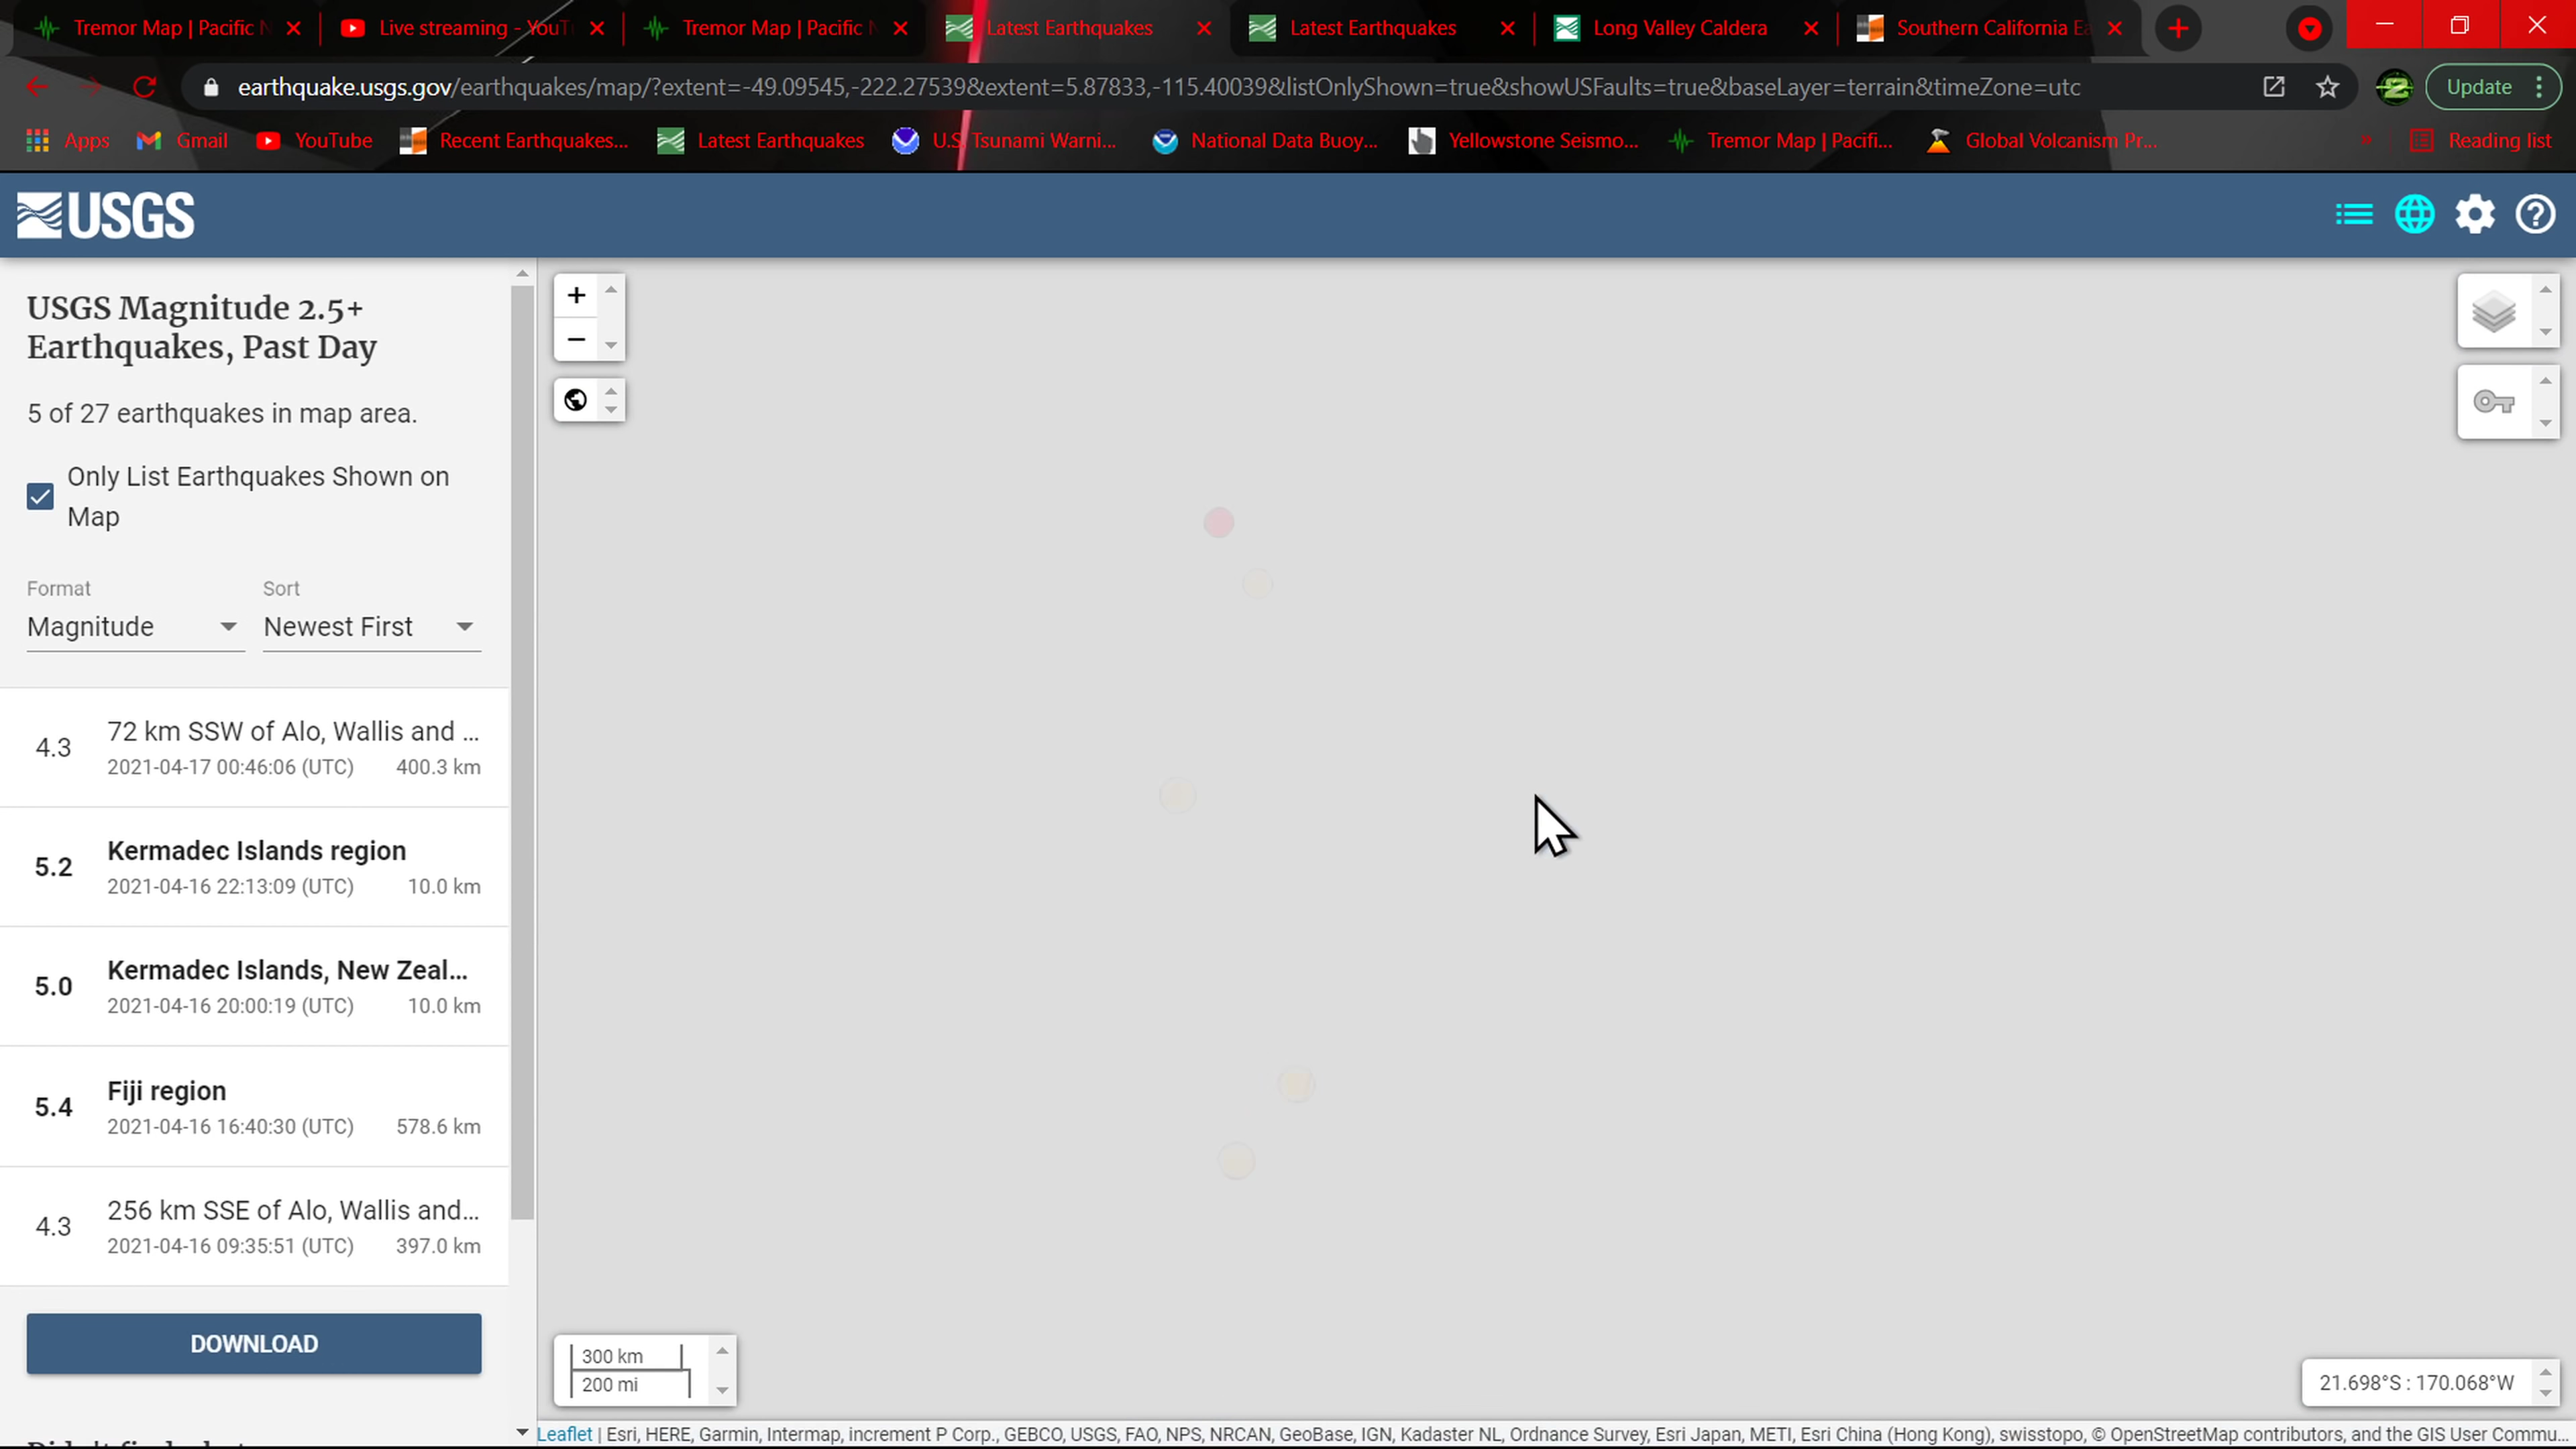 Tremor Map | Pacific N
Live streaming - YouT
Tremor Map | Pacific N
Latest Earthquakes
Latest Earthquakes
Long Valley Caldera
Southern California Ea
earthquake.usgs.gov/earthquakes/map/?extent=-49.09545,-222.27539&extent=5.87833,-115.40039&listOnlyShown=true&showUSFaults=true&baseLayer=terrain&timeZone=utc
Update
Apps
Gmail
YouTube
Recent Earthquakes...
Latest Earthquakes
U.S. Tsunami Warni...
National Data Buoy...
Yellowstone Seismo...
Tremor Map | Pacifi...
Global Volcanism Pr...
»
Reading list
USGS
USGS Magnitude 2.5+
Earthquakes, Past Day
5 of 27 earthquakes in map area.
Only List Earthquakes Shown on
Map
Format
Sort
Magnitude
Newest First
4.3
72 km SSW of Alo, Wallis and ...
2021-04-17 00:46:06 (UTC) 400.3 km
5.2
Kermadec Islands region
2021-04-16 22:13:09 (UTC) 10.0 km
5.0
Kermadec Islands, New Zeal...
2021-04-16 20:00:19 (UTC) 10.0 km
5.4
Fiji region
2021-04-16 16:40:30 (UTC) 578.6 km
4.3
256 km SSE of Alo, Wallis and...
2021-04-16 09:35:51 (UTC) 397.0 km
DOWNLOAD
+
−
300 km
200 mi
21.698°S : 170.068°W
Leaflet | Esri, HERE, Garmin, Intermap, increment P Corp., GEBCO, USGS, FAO, NPS, NRCAN, GeoBase, IGN, Kadaster NL, Ordnance Survey, Esri Japan, METI, Esri China (Hong Kong), swisstopo, © OpenStreetMap contributors, and the GIS User Commu...